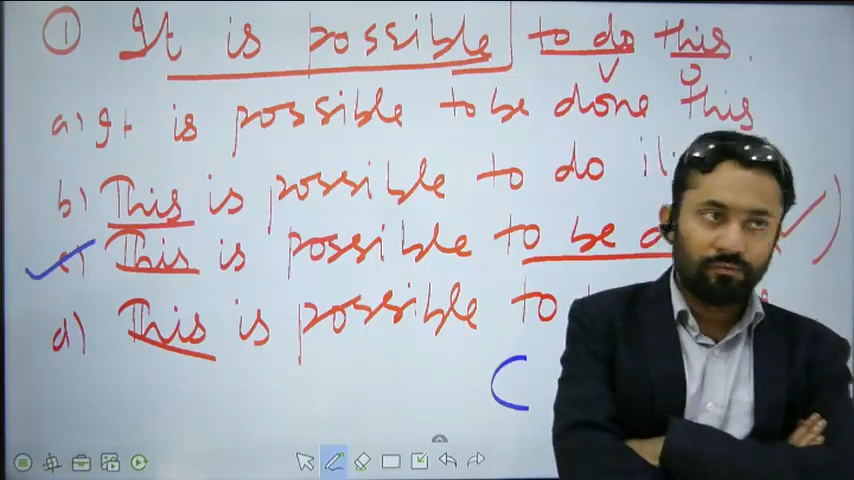 ① It is possible to do this.
V O
a) It is possible to be done this
b) This is possible to do it
c) This is possible to be
d) This is possible to
C